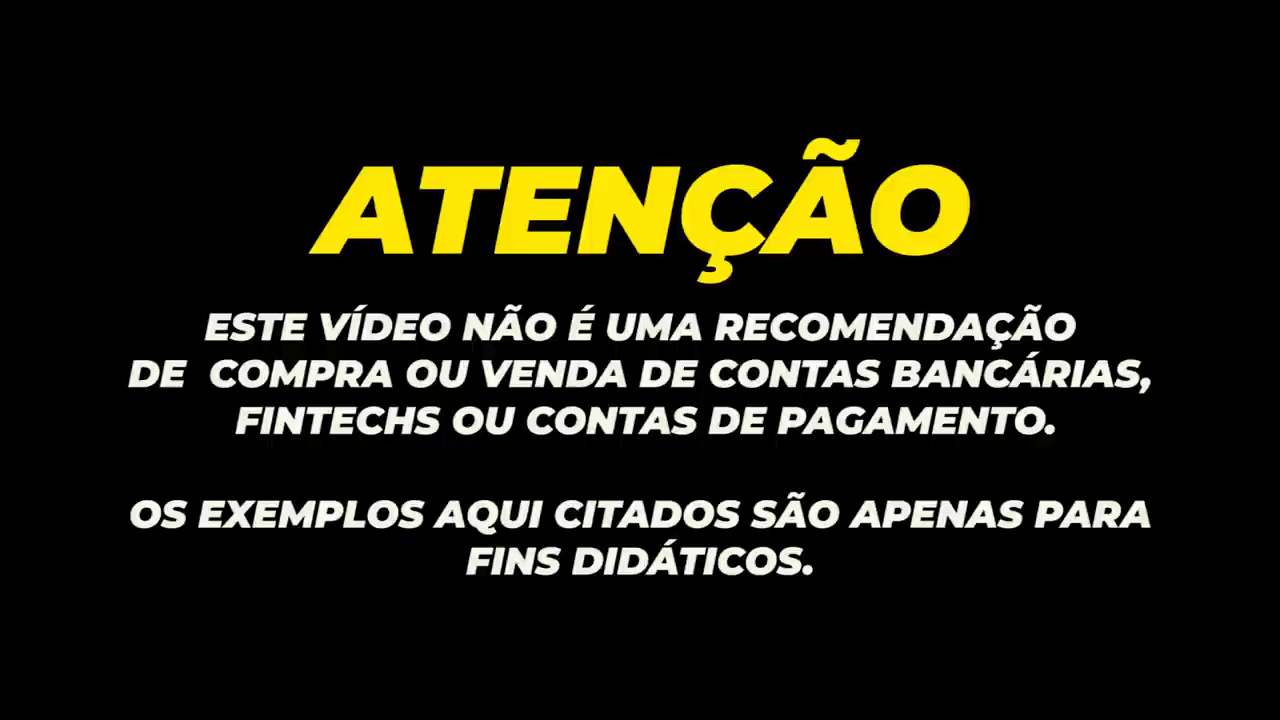 ATENÇÃO
ESTE VÍDEO NÃO É UMA RECOMENDAÇÃO
DE COMPRA OU VENDA DE CONTAS BANCÁRIAS,
FINTECHS OU CONTAS DE PAGAMENTO.
OS EXEMPLOS AQUI CITADOS SÃO APENAS PARA
FINS DIDÁTICOS.